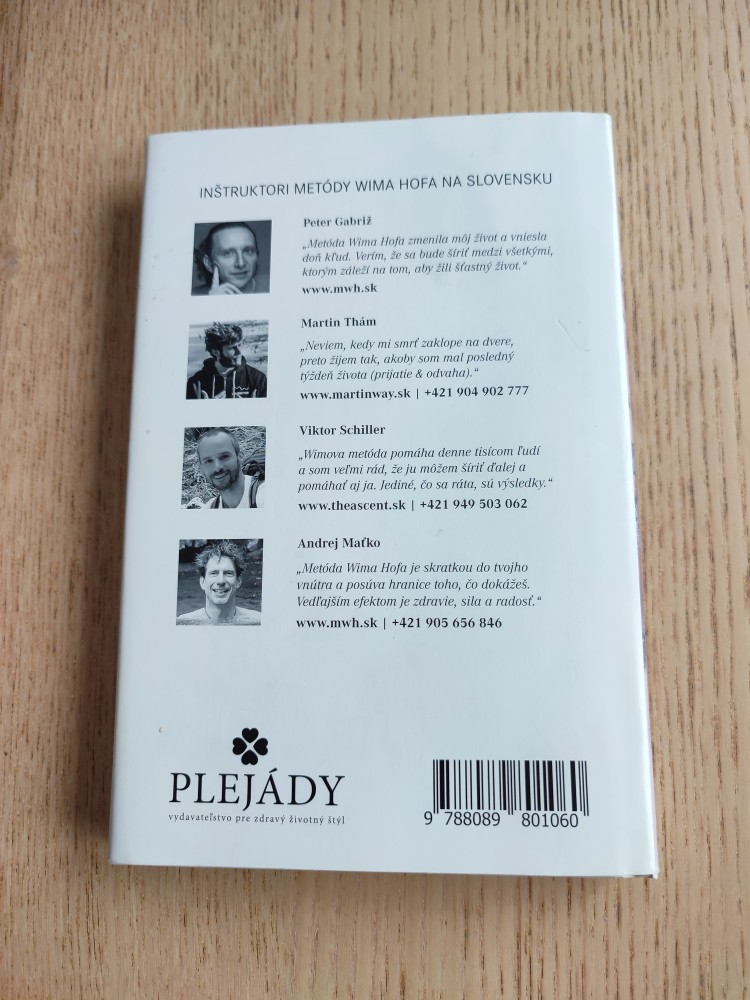 INŠTRUKTORI METÓDY WIMA HOFA NA SLOVENSKU
Peter Gabriž
„Metóda Wima Hofa zmenila môj život a vniesla
doň kľud. Verím, že sa bude šíriť medzi všetkými,
ktorým záleží na tom, aby žili šťastný život.“
www.mwh.sk
Martin Thám
„Neviem, kedy mi smrť zaklope na dvere,
preto žijem tak, akoby som mal posledný
týždeň života (prijatie & odvaha).“
www.martinway.sk | +421 904 902 777
Viktor Schiller
„Wimova metóda pomáha denne tisícom ľudí
a som veľmi rád, že ju môžem šíriť ďalej a
pomáhať aj ja. Jediné, čo sa ráta, sú výsledky.“
www.theascent.sk | +421 949 503 062
Andrej Maťko
„Metóda Wima Hofa je skratkou do tvojho
vnútra a posúva hranice toho, čo dokážeš.
Vedľajším efektom je zdravie, sila a radosť.“
www.mwh.sk | +421 905 656 846
PLEJÁDY
vydavateľstvo pre zdravý životný štýl
9 788089 801060